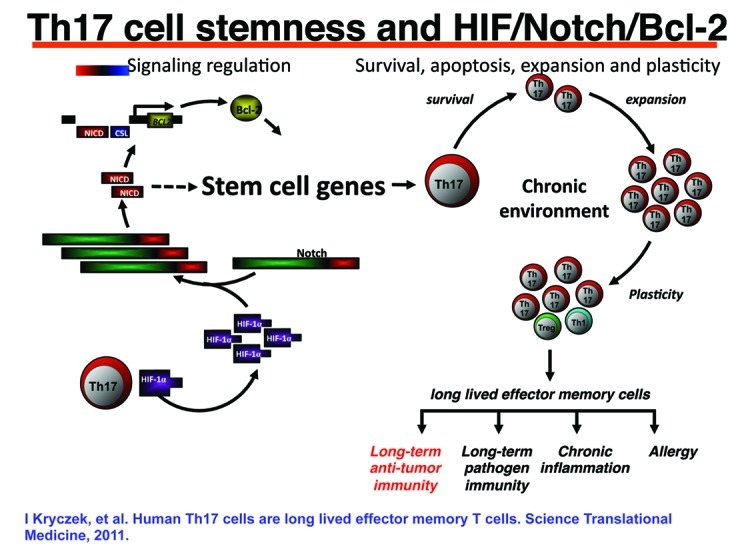 Th17 cell stemness and HIF/Notch/Bcl-2
Signaling regulation
Survival, apoptosis, expansion and plasticity
survival
expansion
Th
17
Th
17
Bcl-2
BCL2
NICD
CSL
NICD
NICD
Stem cell genes
Th17
Chronic
environment
Th
17
Th
17
Th
17
Th
17
Th
17
Th
17
Th
17
Notch
Plasticity
Th
17
Th
17
Th
17
Th
17
Th
17
Treg
Th1
HIF-1α
HIF-1α
HIF-1α
HIF-1α
Th17
HIF-1α
long lived effector memory cells
Long-term
anti-tumor
immunity
Long-term
pathogen
immunity
Chronic
inflammation
Allergy
I Kryczek, et al. Human Th17 cells are long lived effector memory T cells. Science Translational
Medicine, 2011.